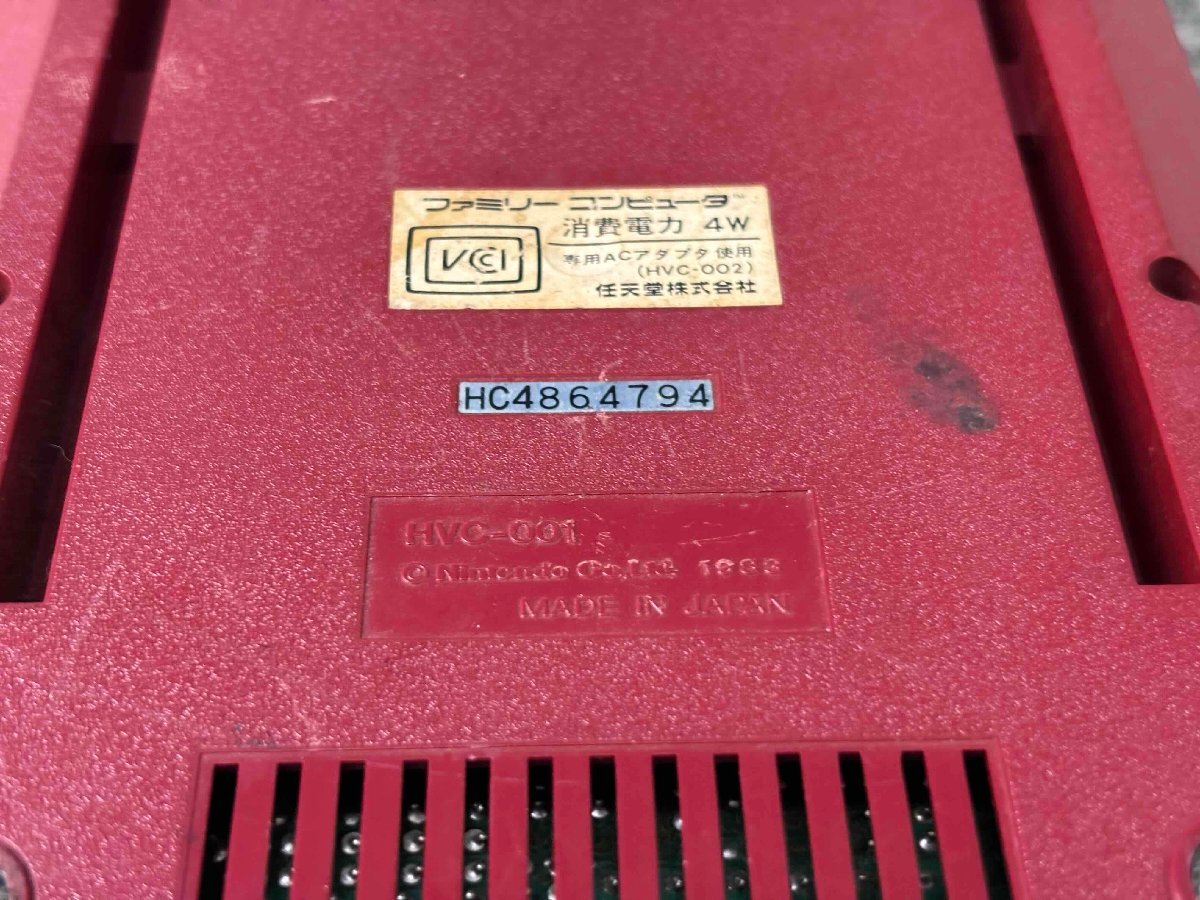 ファミリー コンピュータ™
消費電力 4W
VCCI
専用ACアダプタ使用
(HVC-002)
任天堂株式会社
HC4864794
HVC-001
© Nintendo Co., Ltd. 1983
MADE IN JAPAN